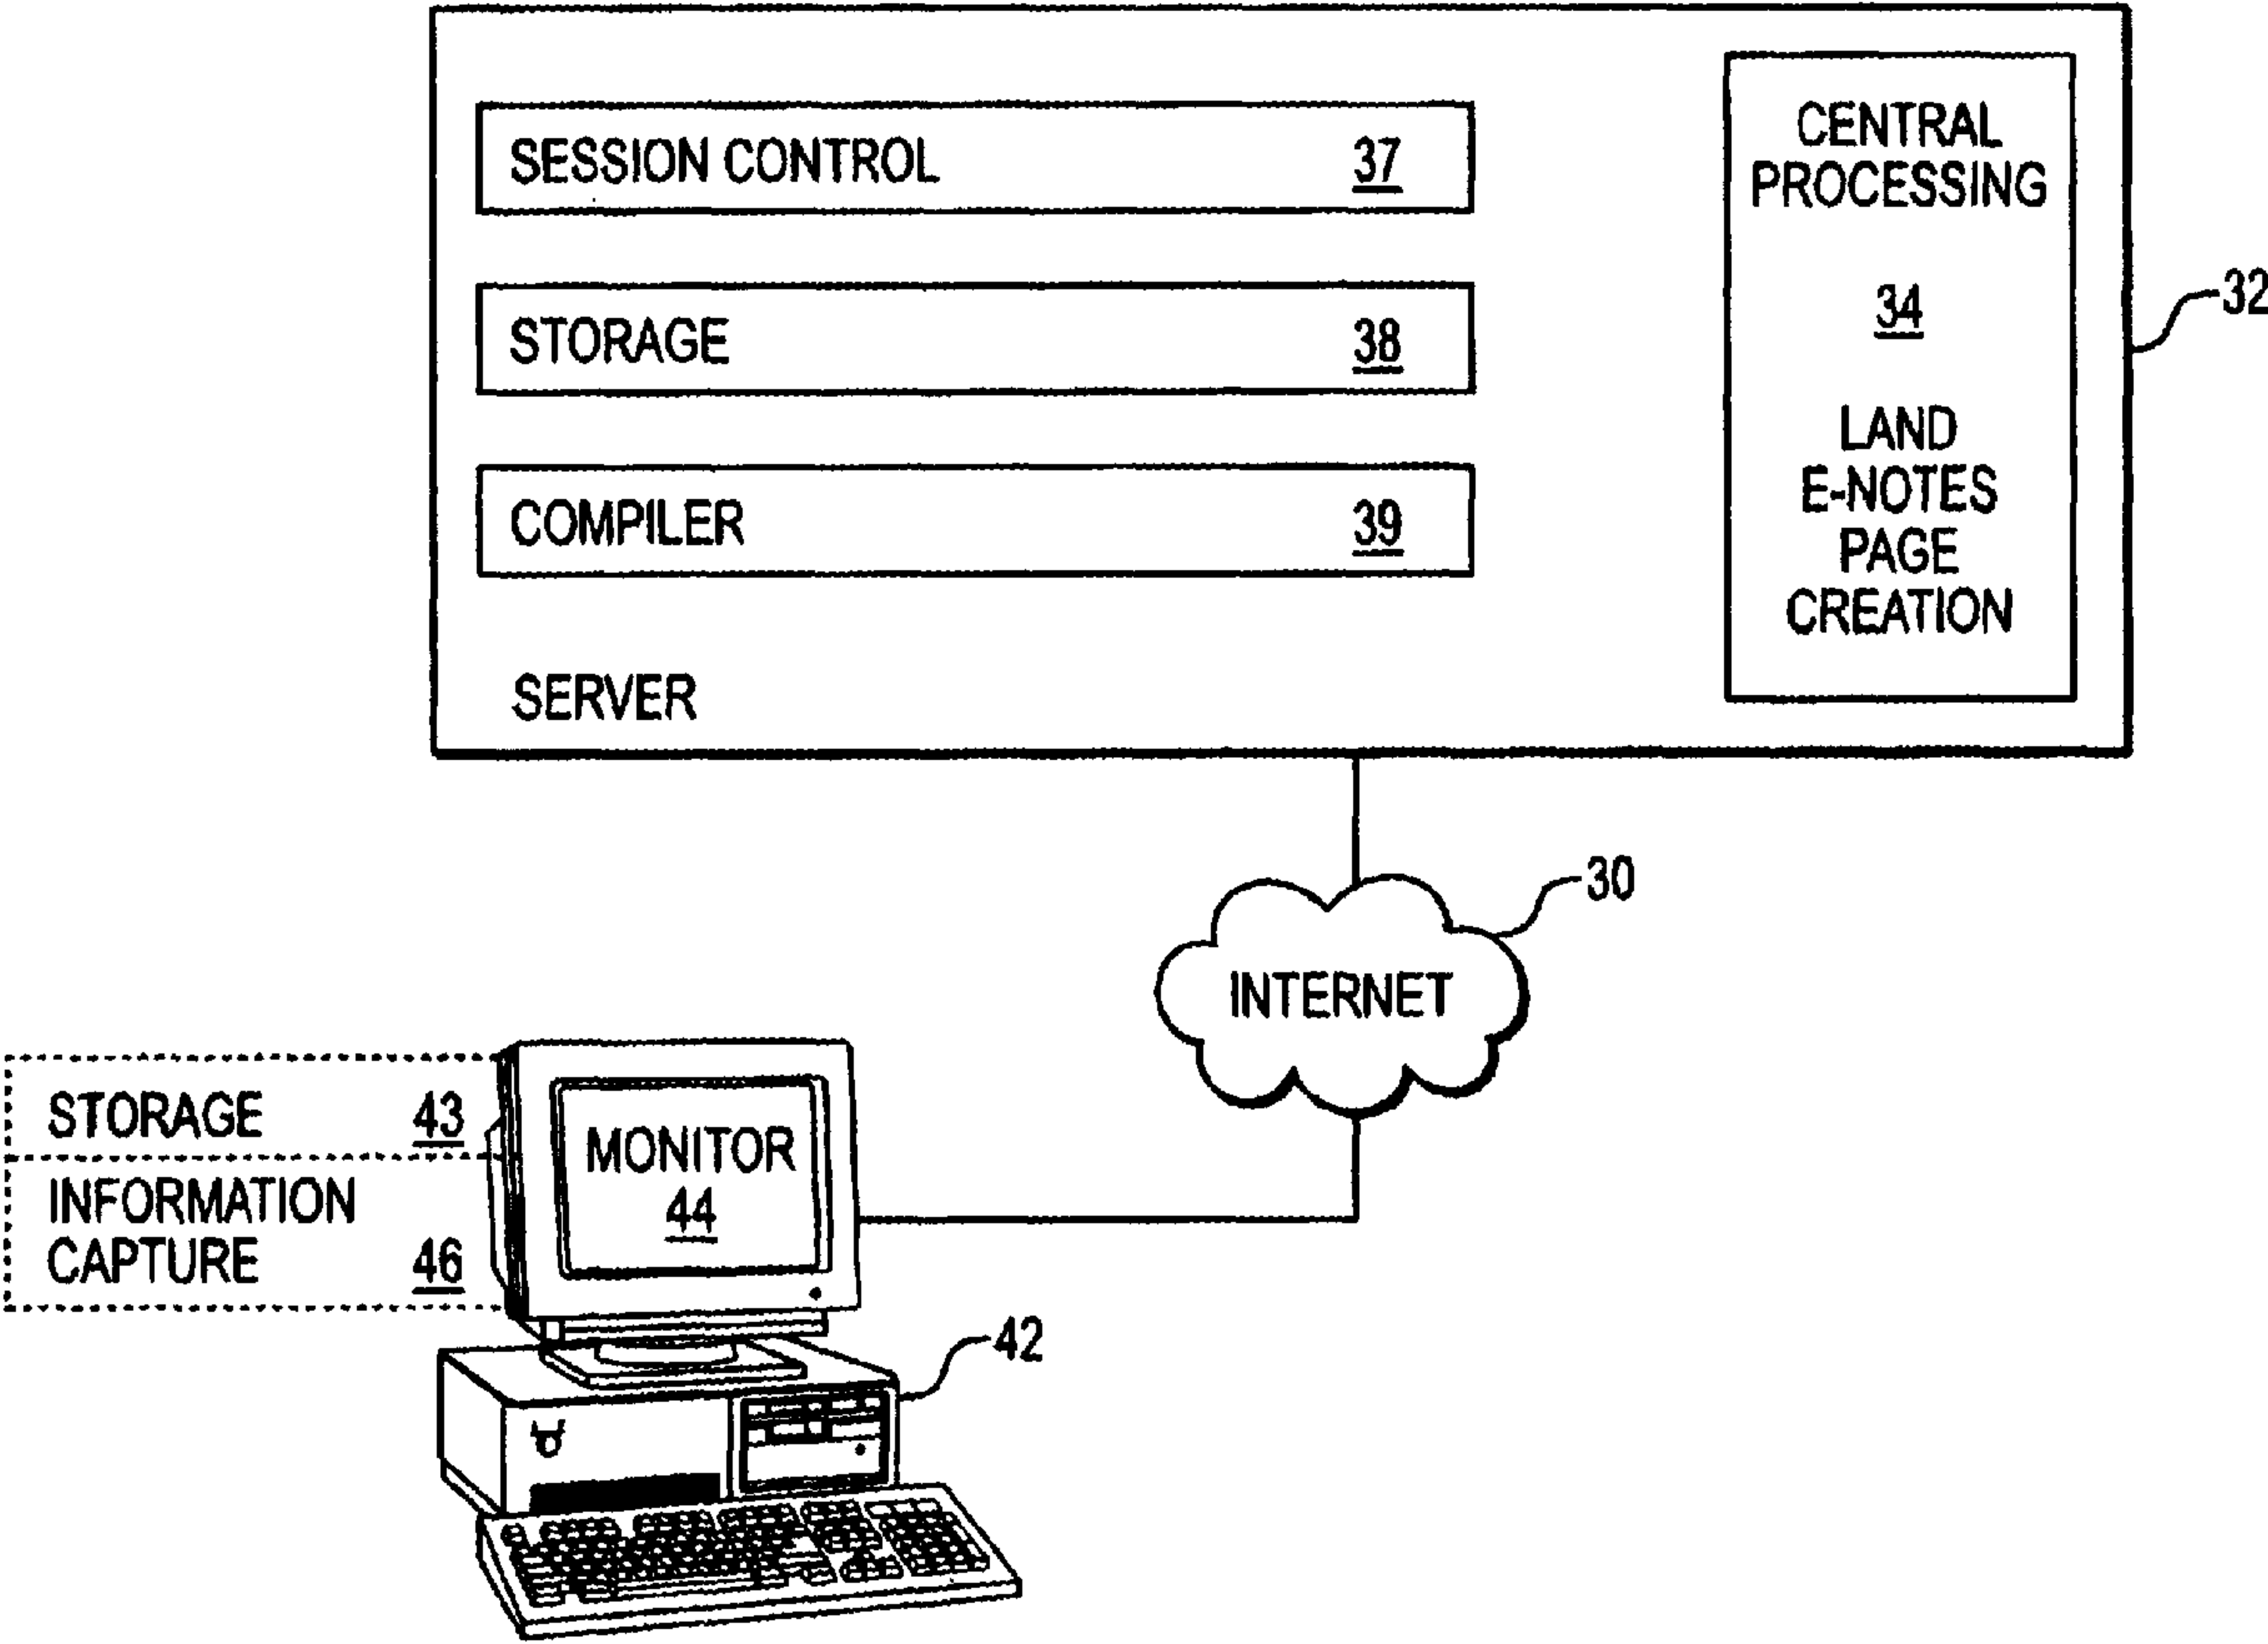 SESSION CONTROL 37
STORAGE 38
COMPILER 39
SERVER
CENTRAL
PROCESSING
34
LAND
E-NOTES
PAGE
CREATION
32
30
INTERNET
STORAGE 43
INFORMATION
CAPTURE 46
MONITOR
44
42